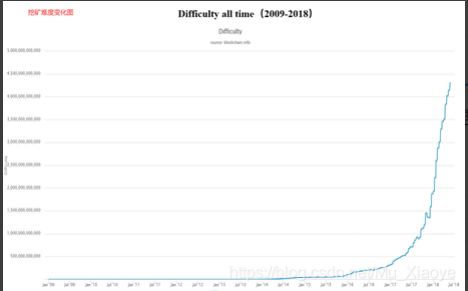 挖矿难度变化图
Difficulty all time（2009-2018）
Difficulty
source: blockchain.info
5,000,000,000,000
4,500,000,000,000
4,000,000,000,000
3,500,000,000,000
3,000,000,000,000
2,500,000,000,000
2,000,000,000,000
1,500,000,000,000
1,000,000,000,000
500,000,000,000
Difficulty
https://blog.csdn.net/Mu_Xiaoye
Jan '09 Jul '09 Jan '10 Jul '10 Jan '11 Jul '11 Jan '12 Jul '12 Jan '13 Jul '13 Jan '14 Jul '14 Jan '15 Jul '15 Jan '16 Jul '16 Jan '17 Jul '17 Jan '18 Jul '18